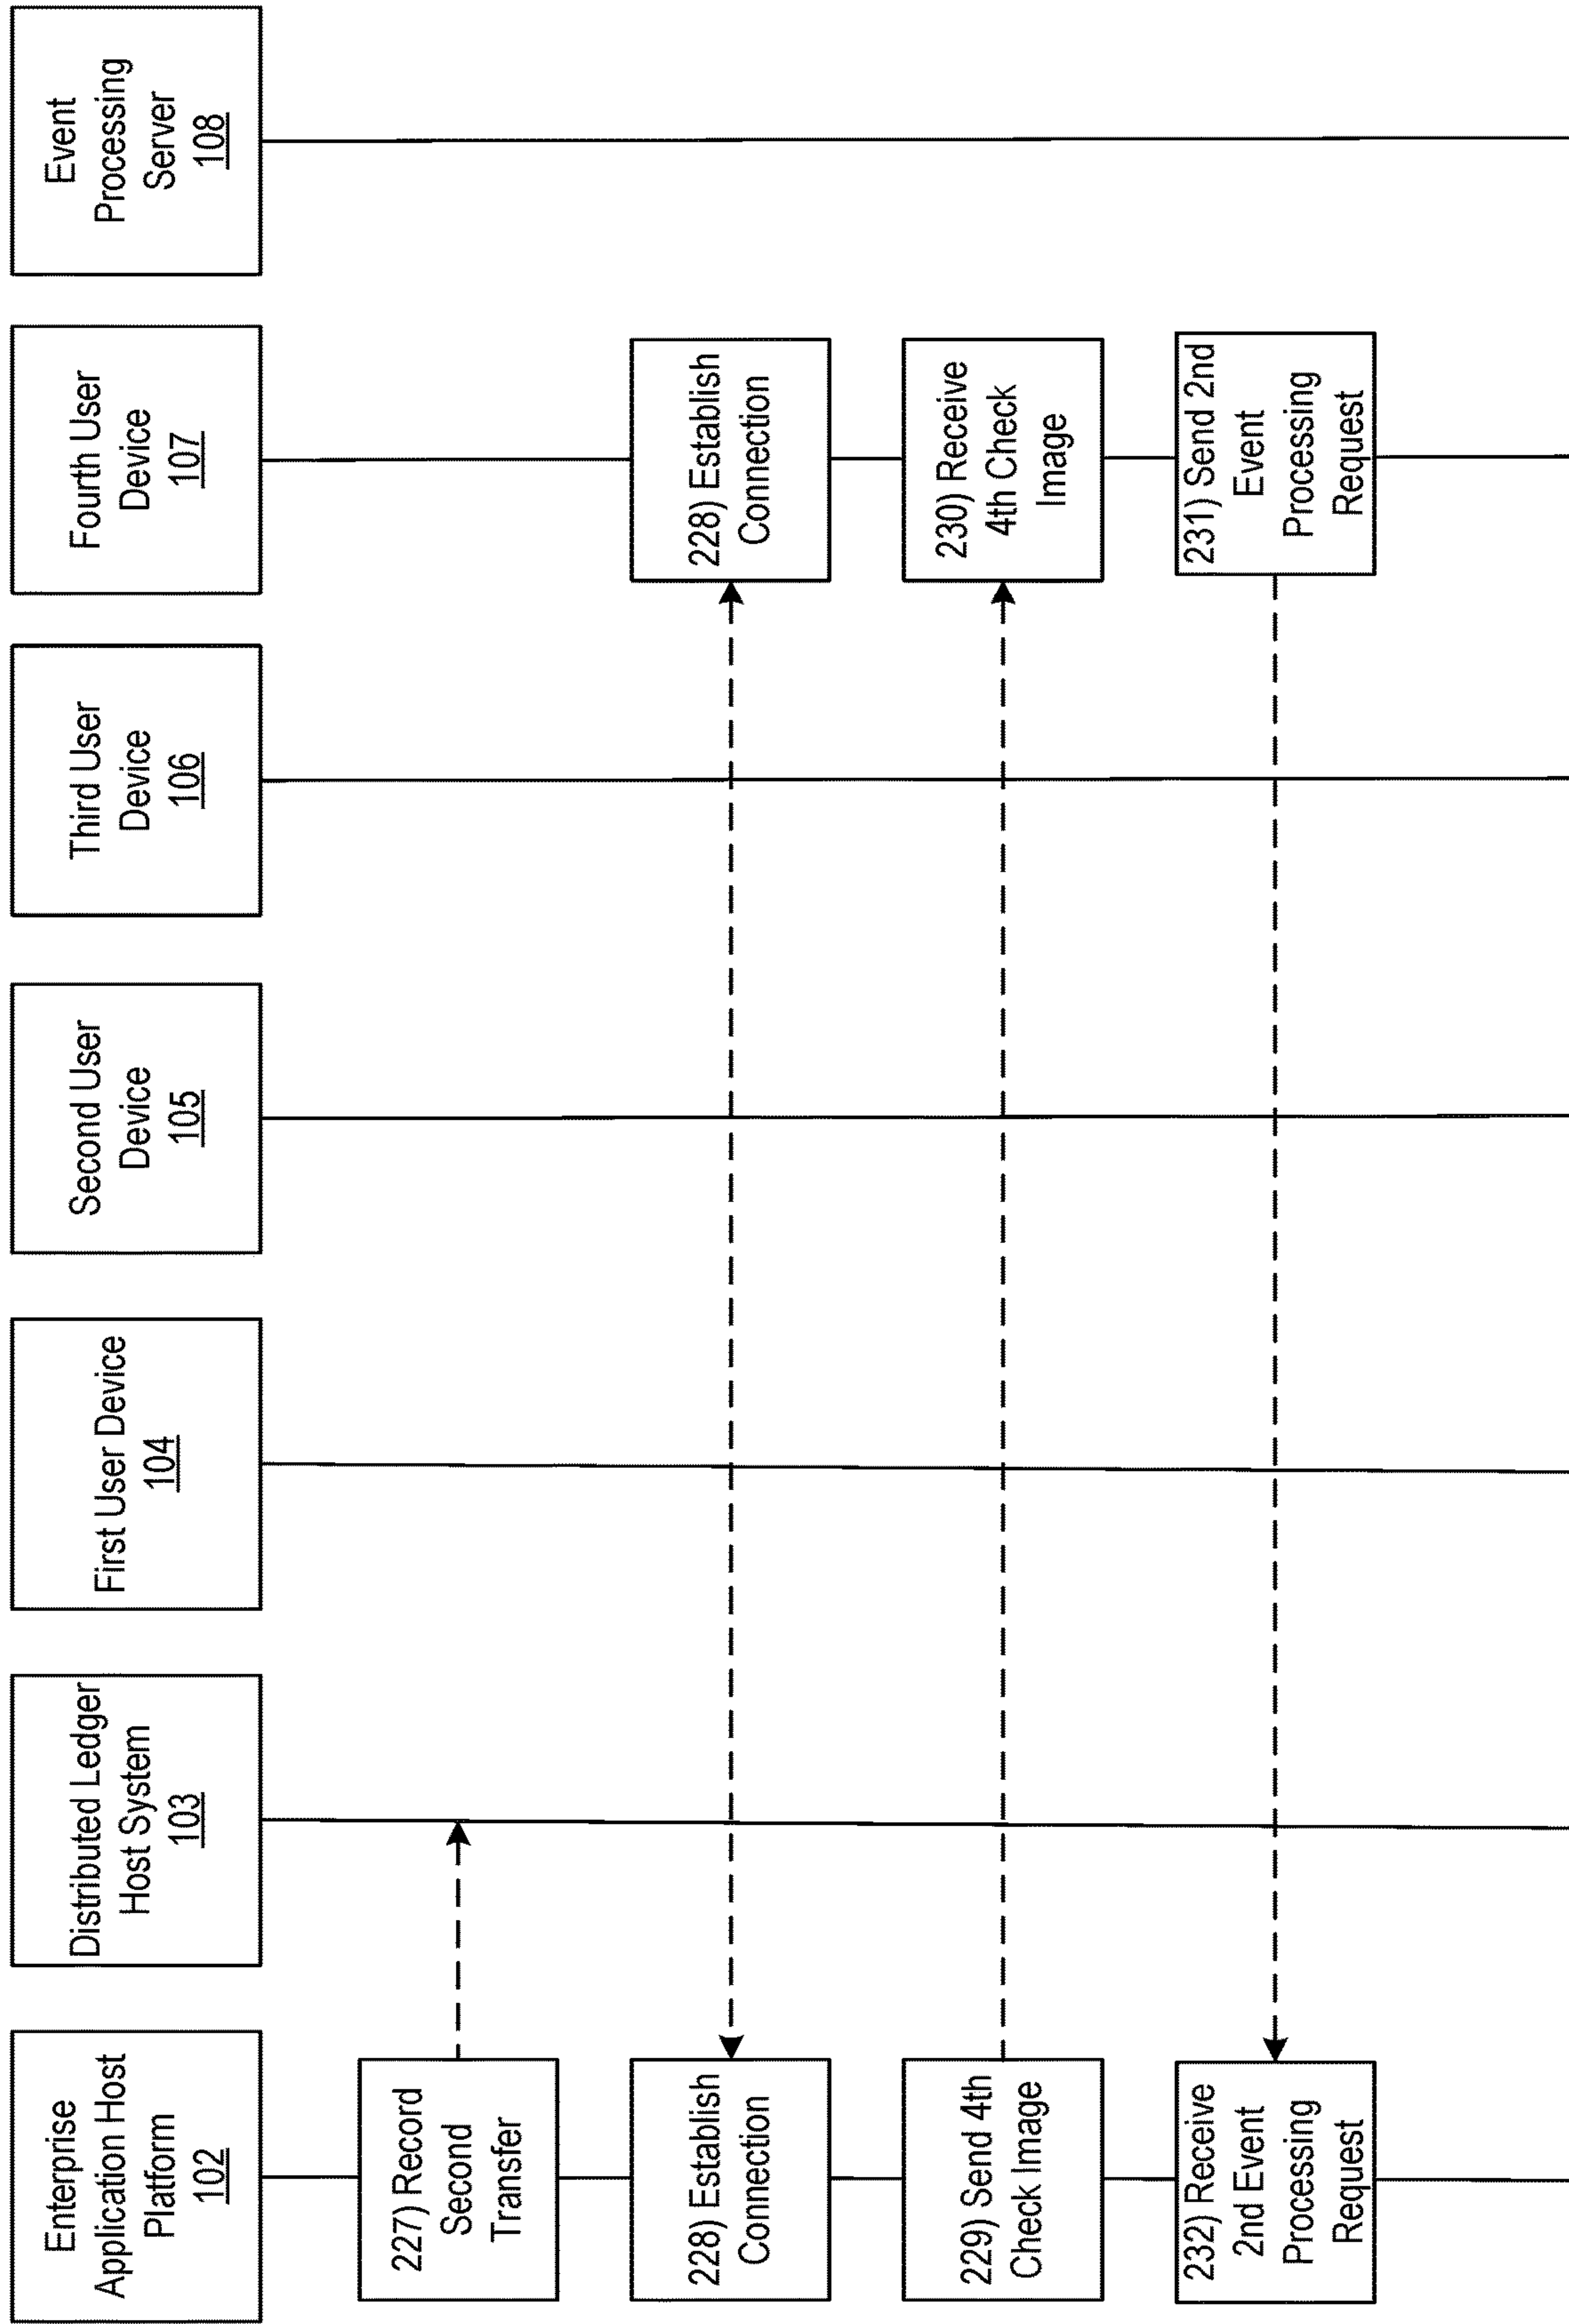 Enterprise
Application Host
Platform
102
Distributed Ledger
Host System
103
First User Device
104
Second User
Device
105
Third User
Device
106
Fourth User
Device
107
Event
Processing
Server
108
227) Record
Second
Transfer
228) Establish
Connection
228) Establish
Connection
229) Send 4th
Check Image
230) Receive
4th Check
Image
232) Receive
2nd Event
Processing
Request
231) Send 2nd
Event
Processing
Request